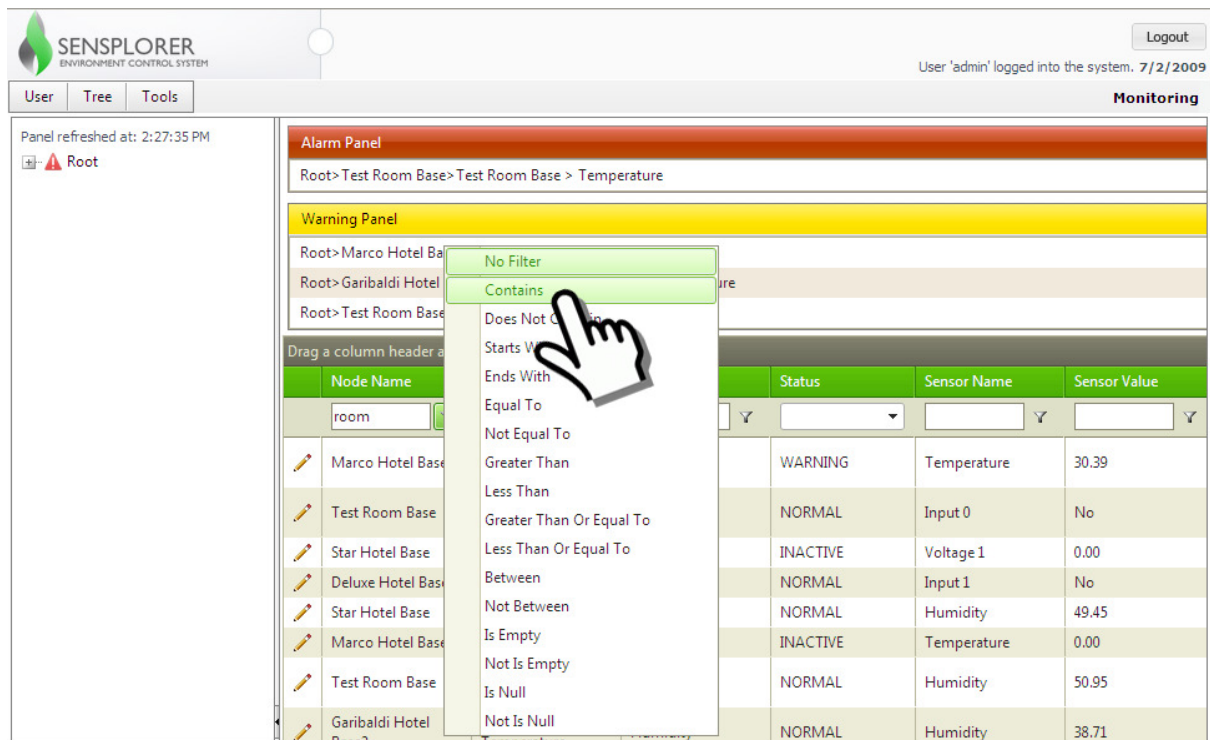 SENSPLORER
ENVIRONMENT CONTROL SYSTEM
Logout
User 'admin' logged into the system. 7/2/2009
User Tree Tools
Monitoring
Panel refreshed at: 2:27:35 PM
Root
Alarm Panel
Root>Test Room Base>Test Room Base > Temperature
Warning Panel
Root>Marco Hotel Ba
Root>Garibaldi Hotel ure
Root>Test Room Base
No Filter
Contains
Does Not
Starts
Ends With
Equal To
Not Equal To
Greater Than
Less Than
Greater Than Or Equal To
Less Than Or Equal To
Between
Not Between
Is Empty
Not Is Empty
Is Null
Not Is Null
Drag a column header a
Node Name Status Sensor Name Sensor Value
room
Marco Hotel Base WARNING Temperature 30.39
Test Room Base NORMAL Input 0 No
Star Hotel Base INACTIVE Voltage 1 0.00
Deluxe Hotel Bas NORMAL Input 1 No
Star Hotel Base NORMAL Humidity 49.45
Marco Hotel Base INACTIVE Temperature 0.00
Test Room Base NORMAL Humidity 50.95
Garibaldi Hotel NORMAL Humidity 38.71